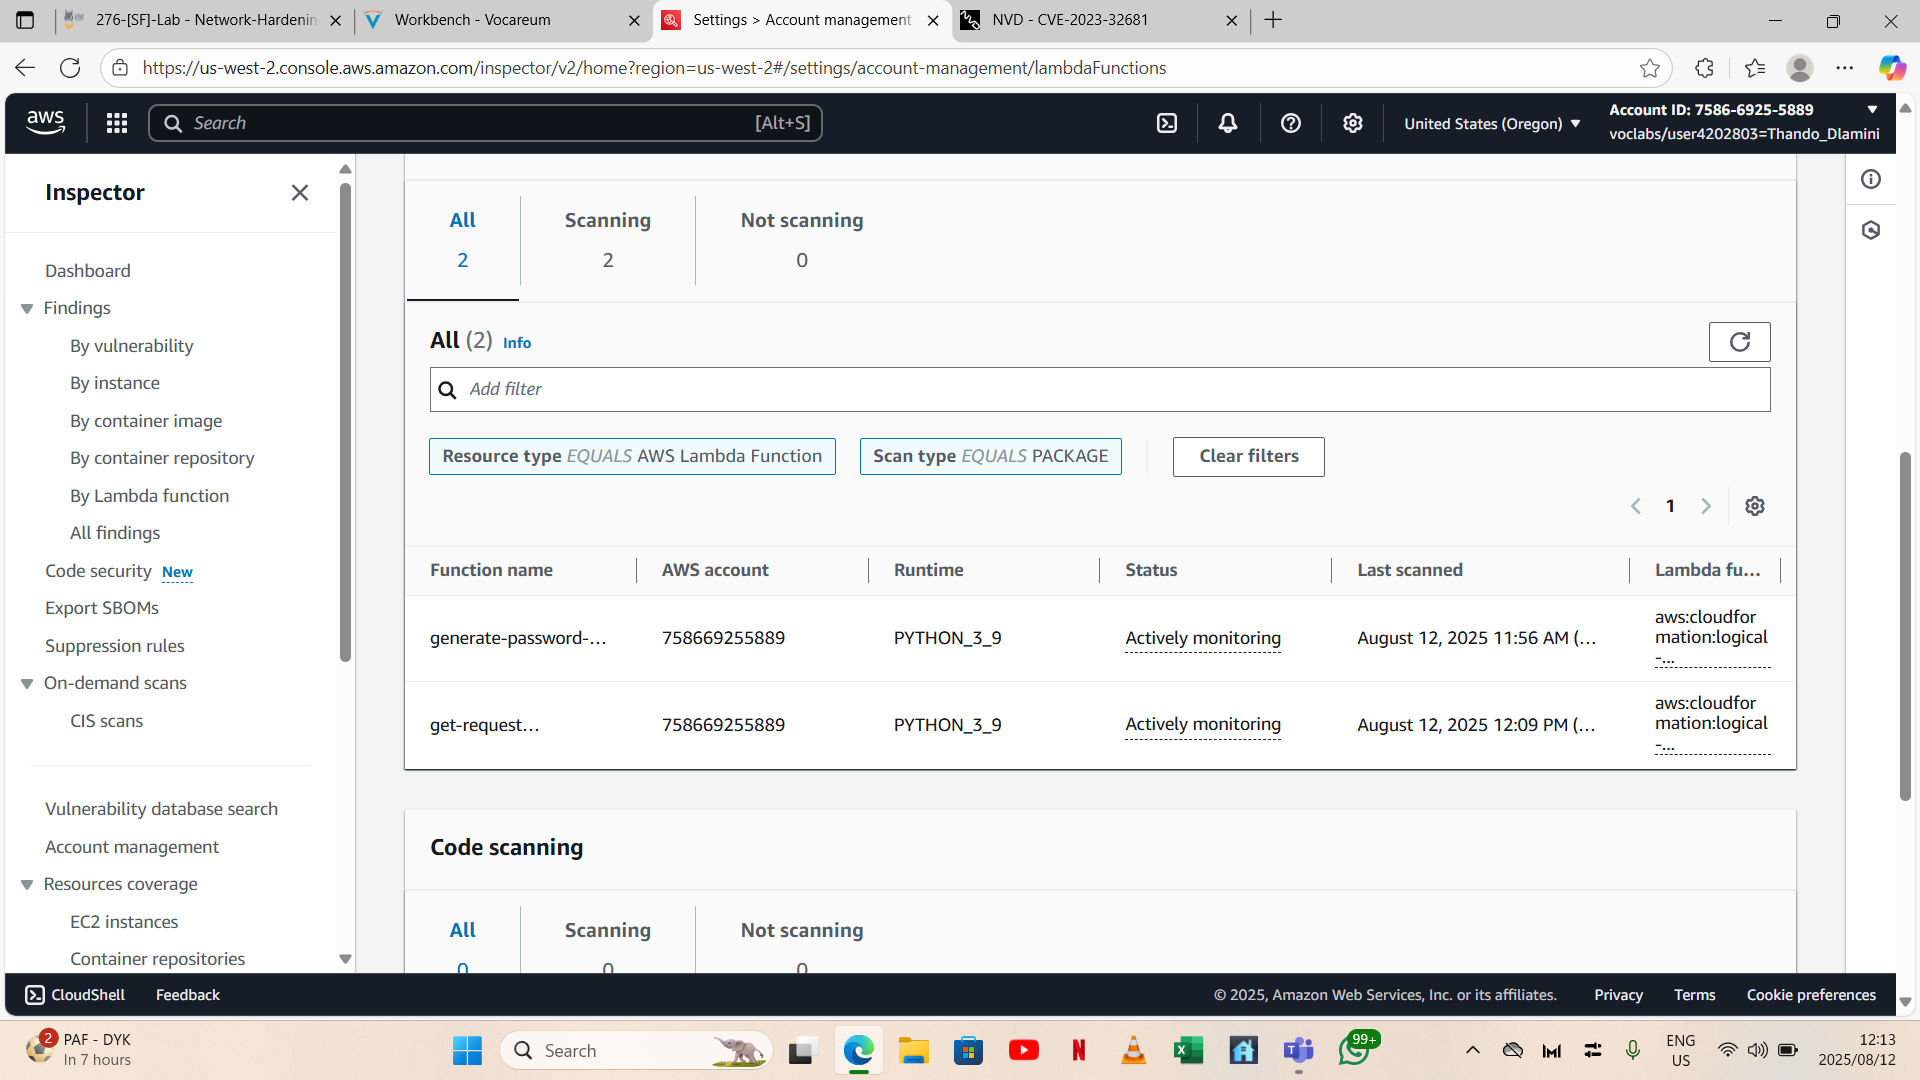 276-[SF]-Lab - Network-Hardenin
Workbench - Vocareum
Settings > Account management
NVD - CVE-2023-32681
https://us-west-2.console.aws.amazon.com/inspector/v2/home?region=us-west-2#/settings/account-management/lambdaFunctions
aws
Search
[Alt+S]
United States (Oregon)
Account ID: 7586-6925-5889
voclabs/user4202803=Thando_Dlamini
Inspector
Dashboard
Findings
By vulnerability
By instance
By container image
By container repository
By Lambda function
All findings
Code security New
Export SBOMs
Suppression rules
On-demand scans
CIS scans
Vulnerability database search
Account management
Resources coverage
EC2 instances
Container repositories
All Scanning Not scanning
2 2 0
All (2) Info
Add filter
Resource type EQUALS AWS Lambda Function
Scan type EQUALS PACKAGE
Clear filters
1
Function name AWS account Runtime Status Last scanned Lambda fu...
generate-password-... 758669255889 PYTHON_3_9 Actively monitoring August 12, 2025 11:56 AM (...
aws:cloudfor
mation:logical
-...
get-request... 758669255889 PYTHON_3_9 Actively monitoring August 12, 2025 12:09 PM (...
aws:cloudfor
mation:logical
-...
Code scanning
All Scanning Not scanning
0 0 0
CloudShell Feedback
© 2025, Amazon Web Services, Inc. or its affiliates. Privacy Terms Cookie preferences
2
PAF - DYK
In 7 hours
Search
N
99+
ENG
US
12:13
2025/08/12